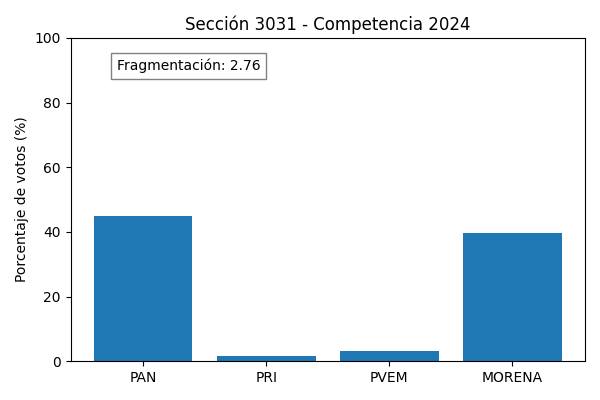 Sección 3031 - Competencia 2024
Fragmentación: 2.76
Porcentaje de votos (%)
100
80
60
40
20
0
PAN PRI PVEM MORENA